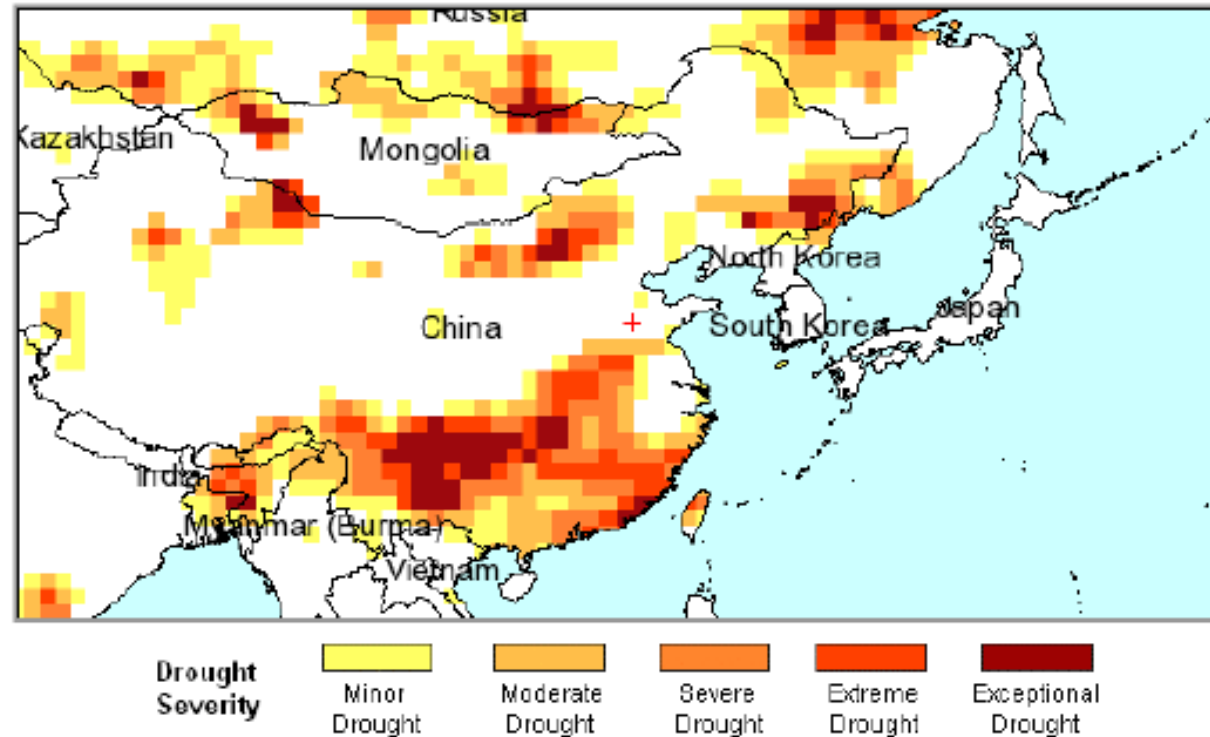 Russia
Kazakhstan
Mongolia
North Korea
China
South Korea
Japan
India
Myanmar (Burma)
Vietnam
Drought
Severity
Minor
Drought
Moderate
Drought
Severe
Drought
Extreme
Drought
Exceptional
Drought